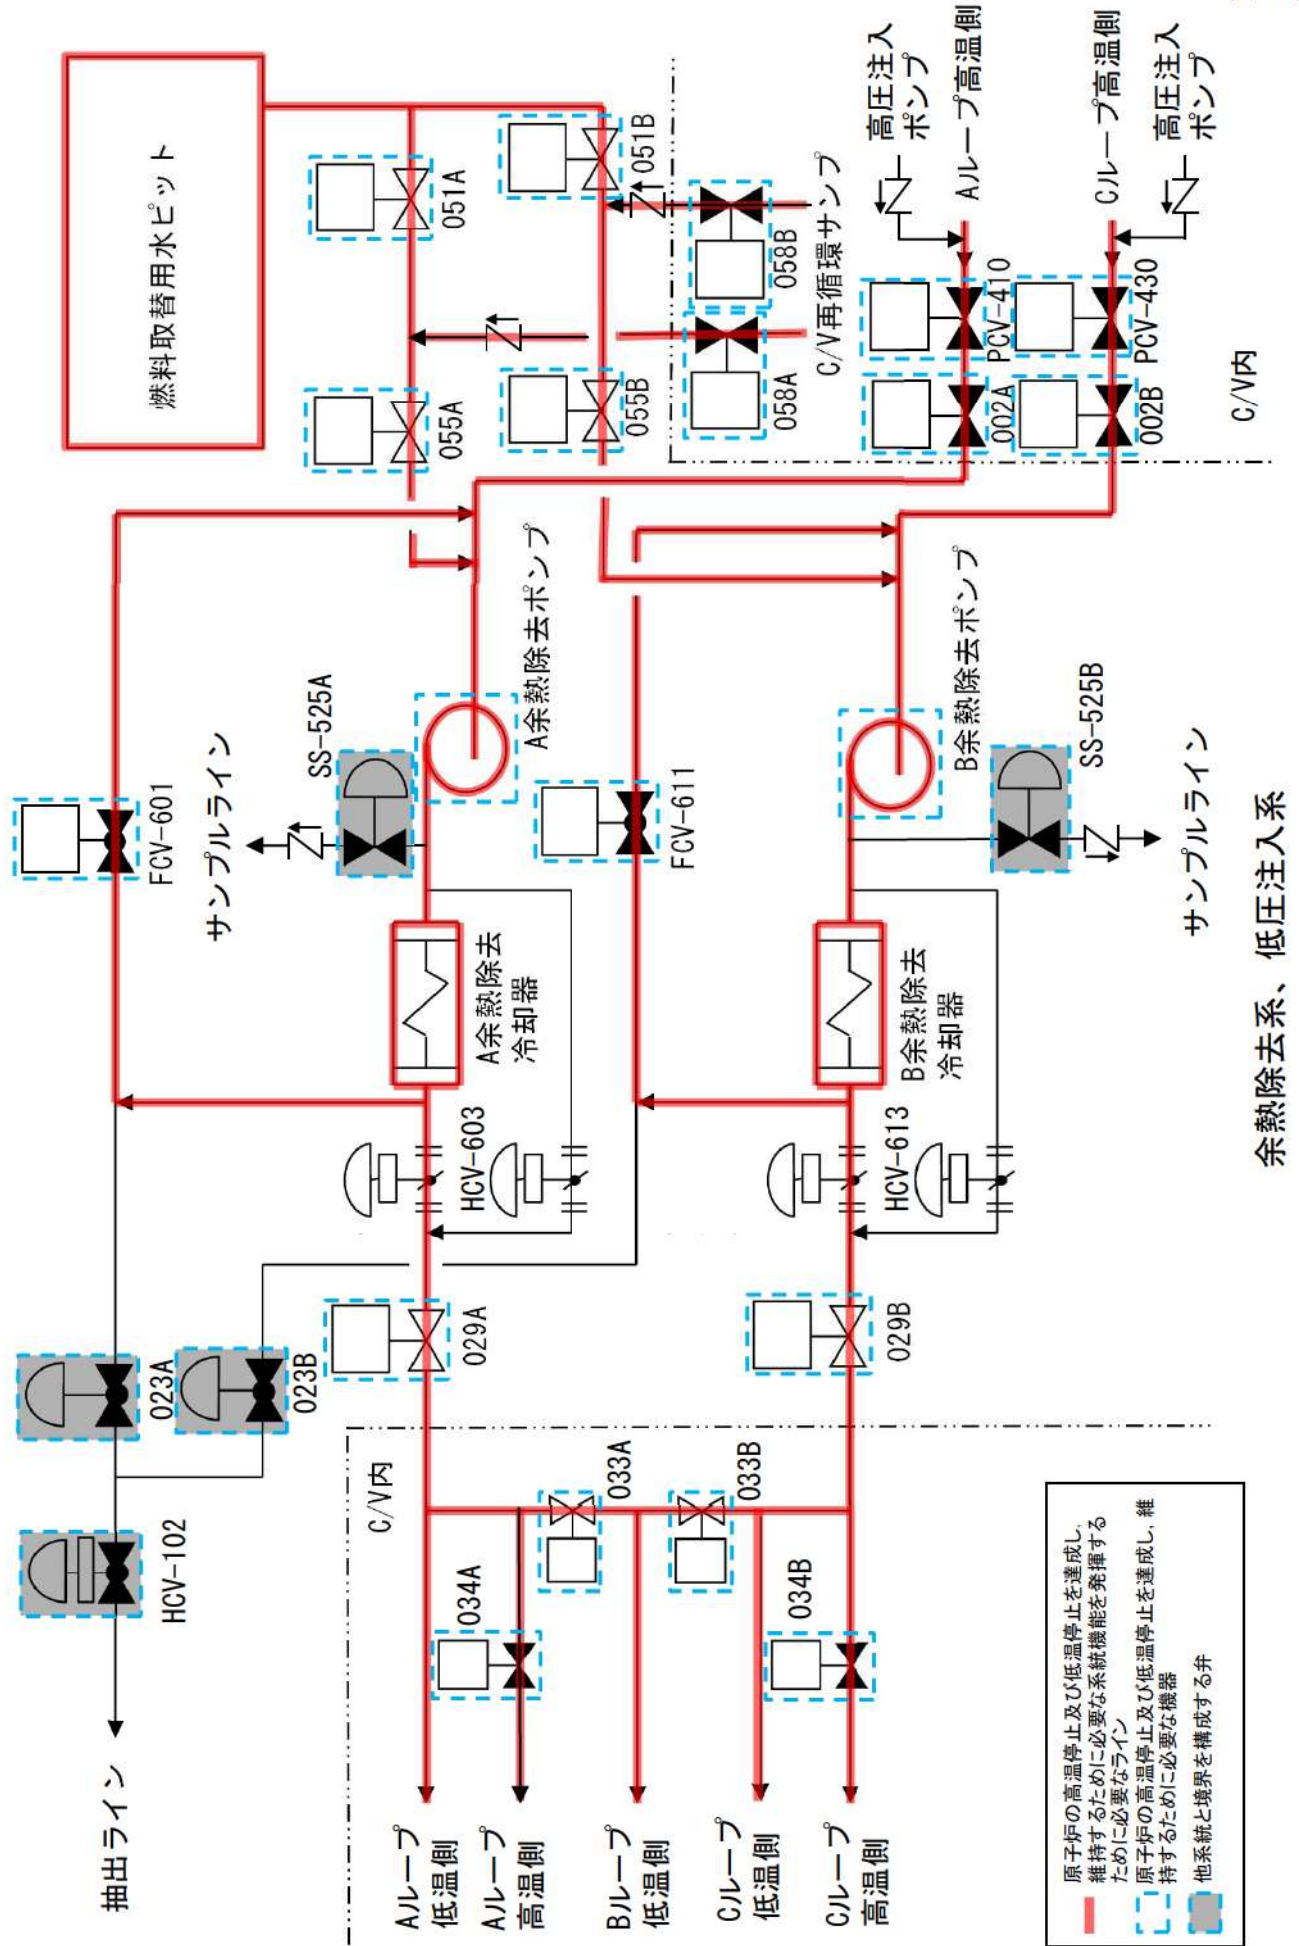 抽出ライン
HCV-102
023A
023B
FCV-601
サンプルライン
SS-525A
燃料取替用水ピット
051A
055A
051B
055B
058A
058B
C/V再循環サンプ
高圧注入
ポンプ
Aループ高温側
Cループ高温側
高圧注入
ポンプ
PCV-410
002A
PCV-430
002B
C/V内
A余熱除去ポンプ
A余熱除去
冷却器
HCV-603
029A
FCV-611
B余熱除去ポンプ
B余熱除去
冷却器
HCV-613
029B
SS-525B
サンプルライン
C/V内
034A
033A
033B
034B
Aループ
低温側
Aループ
高温側
Bループ
低温側
Cループ
低温側
Cループ
高温側
原子炉の高温停止及び低温停止を達成し,
維持するために必要な系統機能を発揮する
ために必要なライン
原子炉の高温停止及び低温停止を達成し, 維
持するために必要な機器
他系統と境界を構成する弁
余熱除去系、低圧注入系